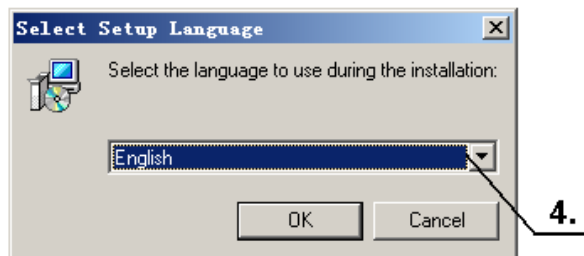 Select Setup Language
Select the language to use during the installation:
English
OK
Cancel
4.